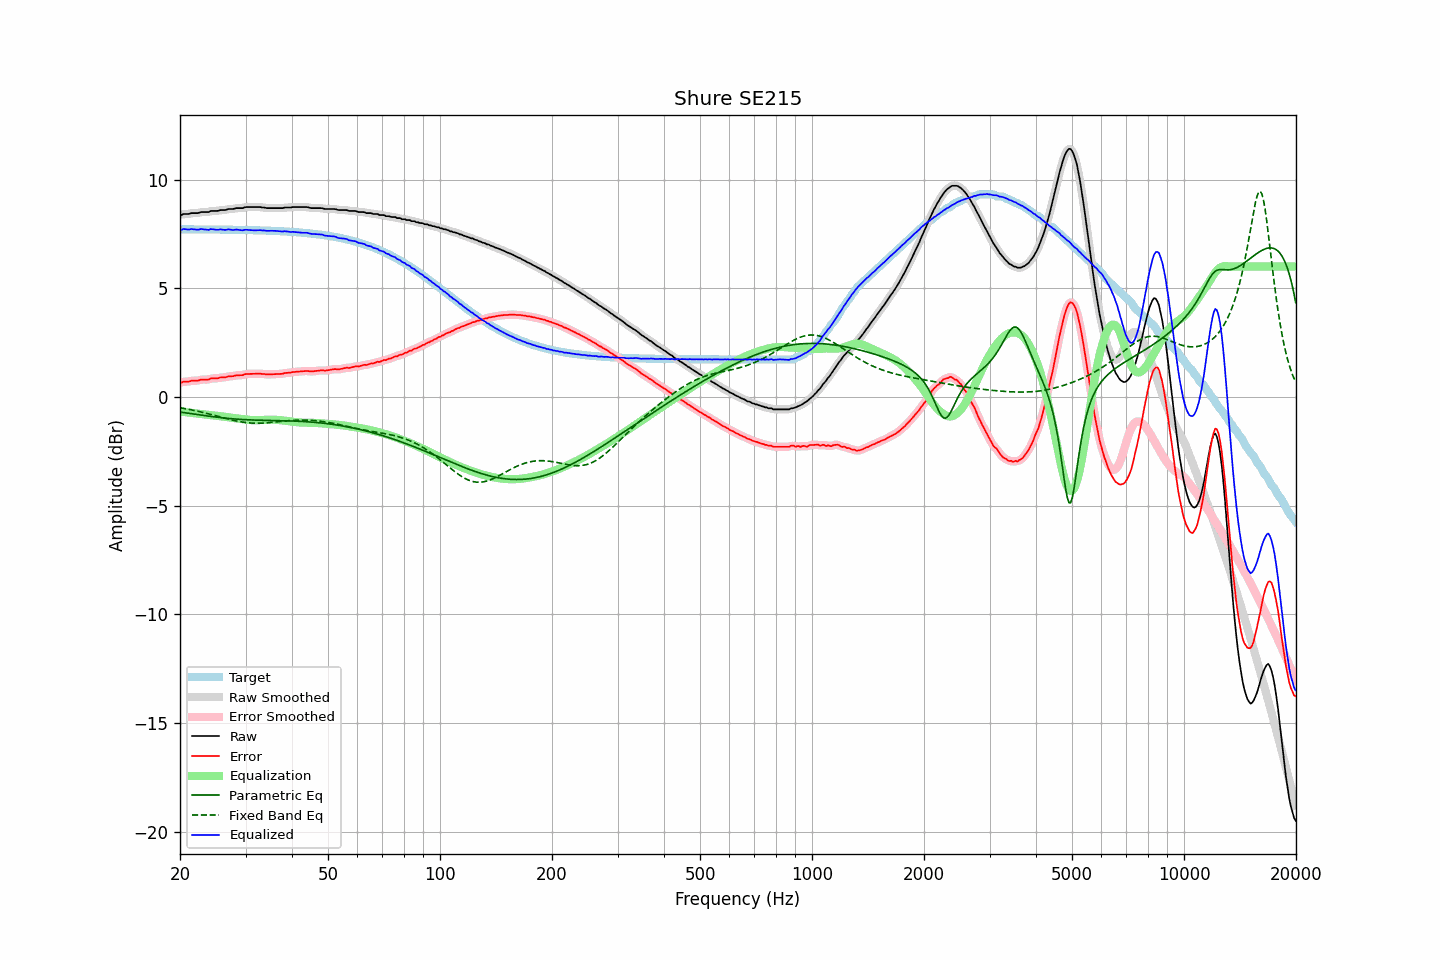 Shure SE215
Amplitude (dBr)
10
5
0
−5
−10
−15
−20
Target
Raw Smoothed
Error Smoothed
Raw
Error
Equalization
Parametric Eq
Fixed Band Eq
Equalized
20 50 100 200 500 1000 2000 5000 10000 20000
Frequency (Hz)